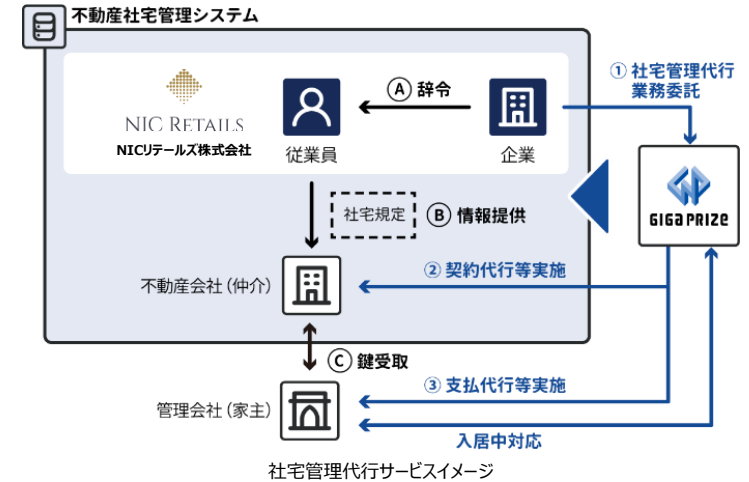 不動産社宅管理システム
NIC RETAILS
NICリテールズ株式会社
従業員
Ⓐ 辞令
企業
① 社宅管理代行
業務委託
GIGA PRIZE
社宅規定
Ⓑ 情報提供
不動産会社（仲介）
② 契約代行等実施
Ⓒ 鍵受取
管理会社（家主）
③ 支払代行等実施
入居中対応
社宅管理代行サービスイメージ